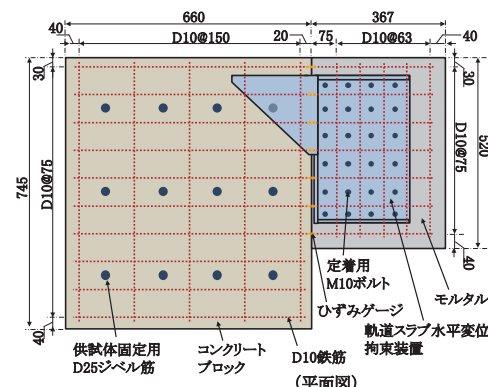 660
367
40
20
75
40
D10@150
D10@63
30
D10@75
745
40
30
D10@75
520
40
定着用
M10ボルト
ひずみゲージ
モルタル
軌道スラブ水平変位
拘束装置
供試体固定用
D25ジベル筋
コンクリート
ブロック
D10鉄筋
(平面図)